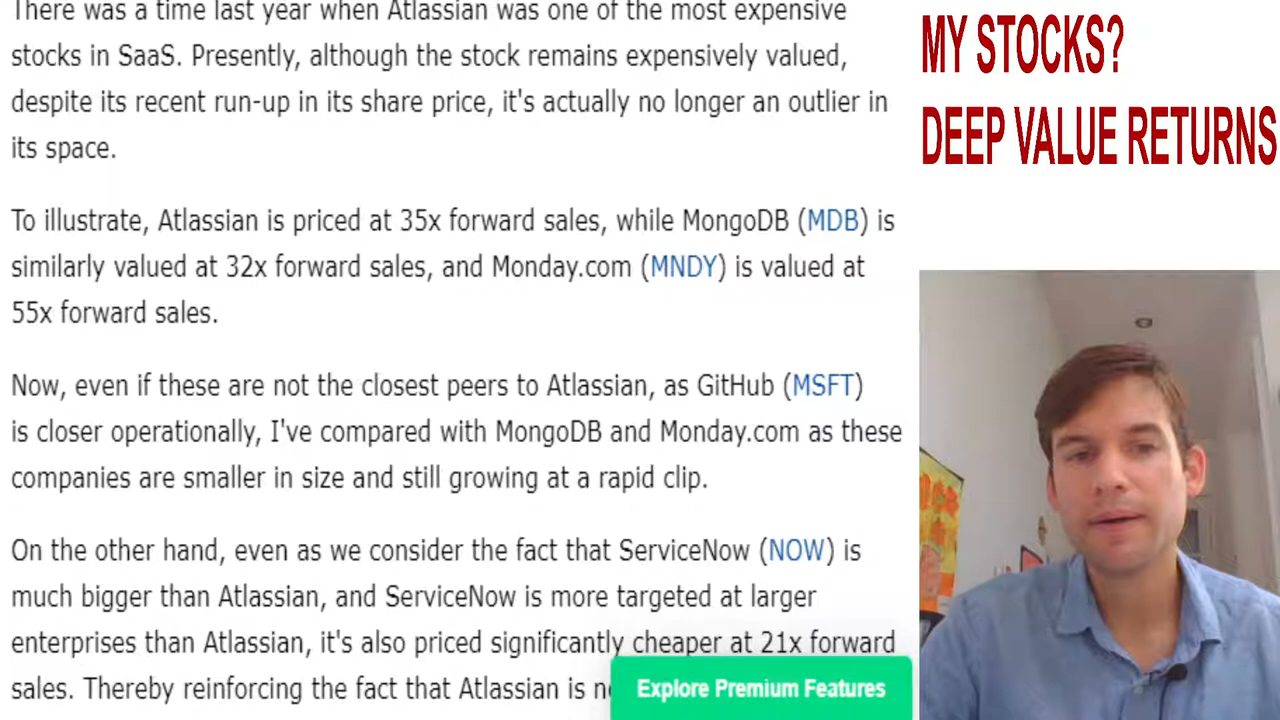 There was a time last year when Atlassian was one of the most expensive
stocks in SaaS. Presently, although the stock remains expensively valued,
despite its recent run-up in its share price, it's actually no longer an outlier in
its space.
To illustrate, Atlassian is priced at 35x forward sales, while MongoDB (MDB) is
similarly valued at 32x forward sales, and Monday.com (MNDY) is valued at
55x forward sales.
Now, even if these are not the closest peers to Atlassian, as GitHub (MSFT)
is closer operationally, I've compared with MongoDB and Monday.com as these
companies are smaller in size and still growing at a rapid clip.
On the other hand, even as we consider the fact that ServiceNow (NOW) is
much bigger than Atlassian, and ServiceNow is more targeted at larger
enterprises than Atlassian, it's also priced significantly cheaper at 21x forward
sales. Thereby reinforcing the fact that Atlassian is
Explore Premium Features
MY STOCKS?
DEEP VALUE RETURNS